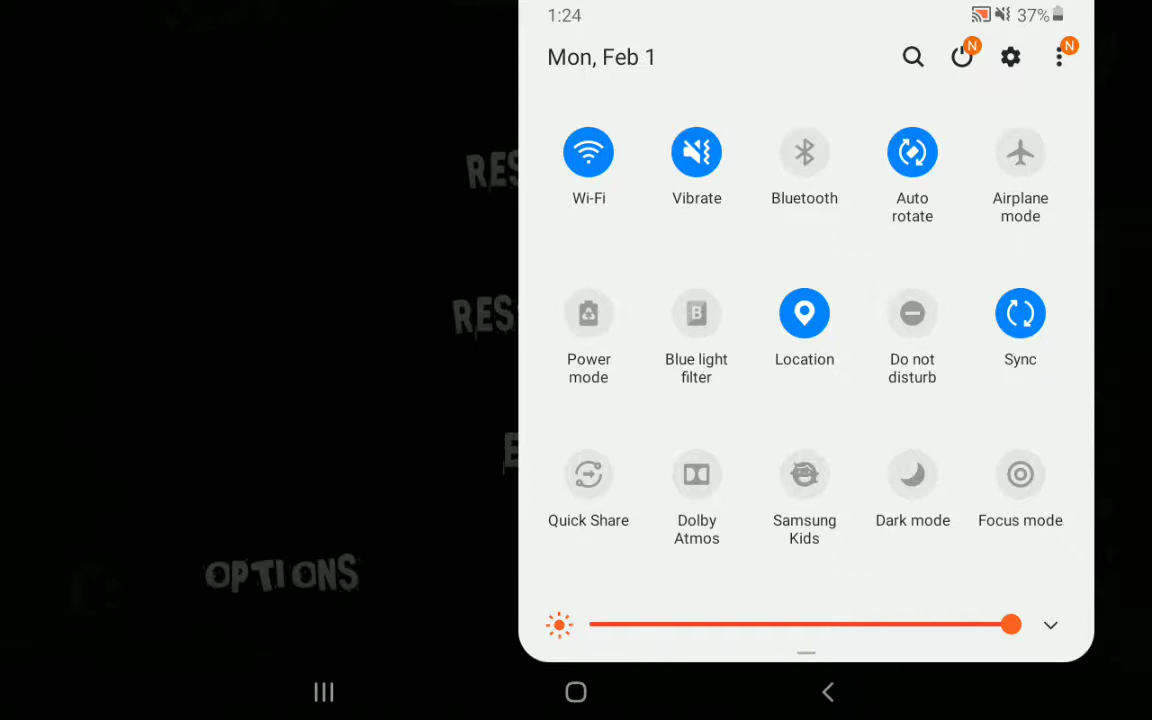 1:24
37%
Mon, Feb 1
N
N
Wi-Fi
Vibrate
Bluetooth
Auto
rotate
Airplane
mode
Power
mode
B
Blue light
filter
Location
Do not
disturb
Sync
Quick Share
Dolby
Atmos
Samsung
Kids
Dark mode
Focus mode
RES
RES
OPTIONS